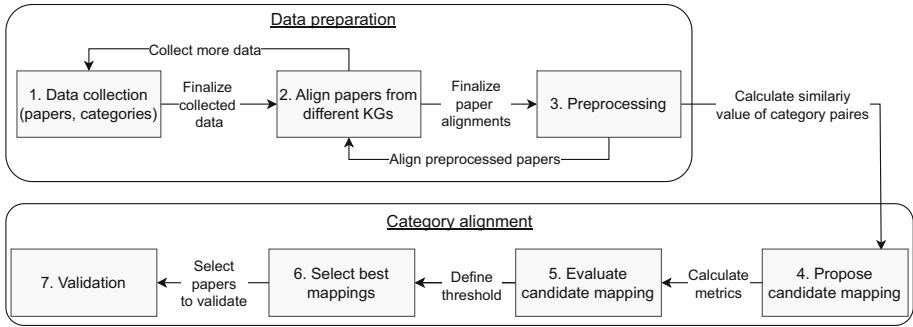 Data preparation
Collect more data
1. Data collection
(papers, categories)
Finalize
collected
data
2. Align papers from
different KGs
Finalize
paper
alignments
3. Preprocessing
Align preprocessed papers
Calculate similariy
value of category paires
Category alignment
7. Validation
Select
papers
to validate
6. Select best
mappings
Define
threshold
5. Evaluate
candidate mapping
Calculate
metrics
4. Propose
candidate mapping